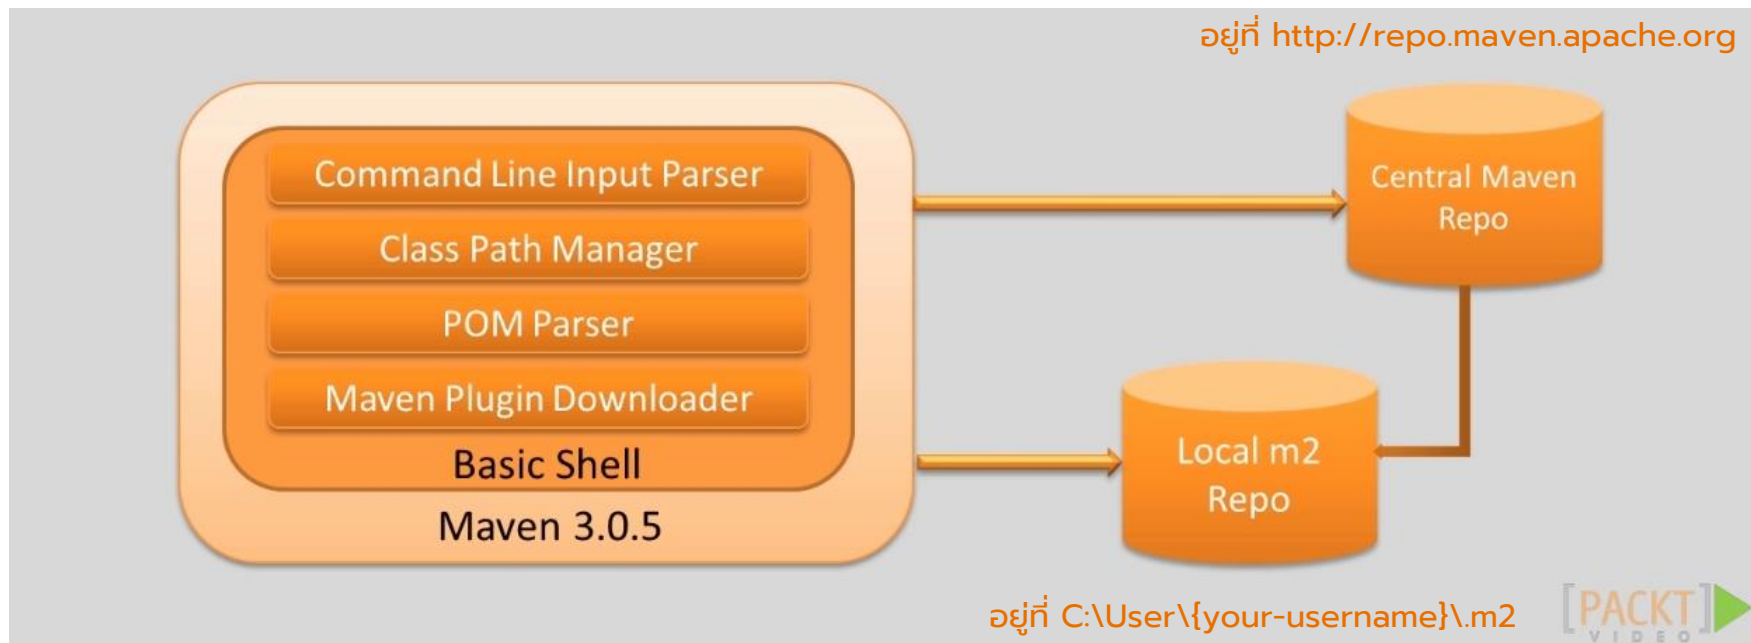 อยู่ที่ http://repo.maven.apache.org
Command Line Input Parser
Class Path Manager
POM Parser
Maven Plugin Downloader
Basic Shell
Maven 3.0.5
Central Maven
Repo
Local m2
Repo
อยู่ที่ C:\User\{your-username}\.m2
[PACKT]
VIDEO